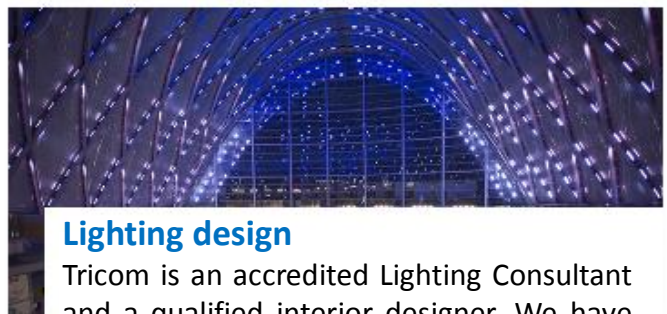 Lighting design
Tricom is an accredited Lighting Consultant
and a qualified interior designer. We have